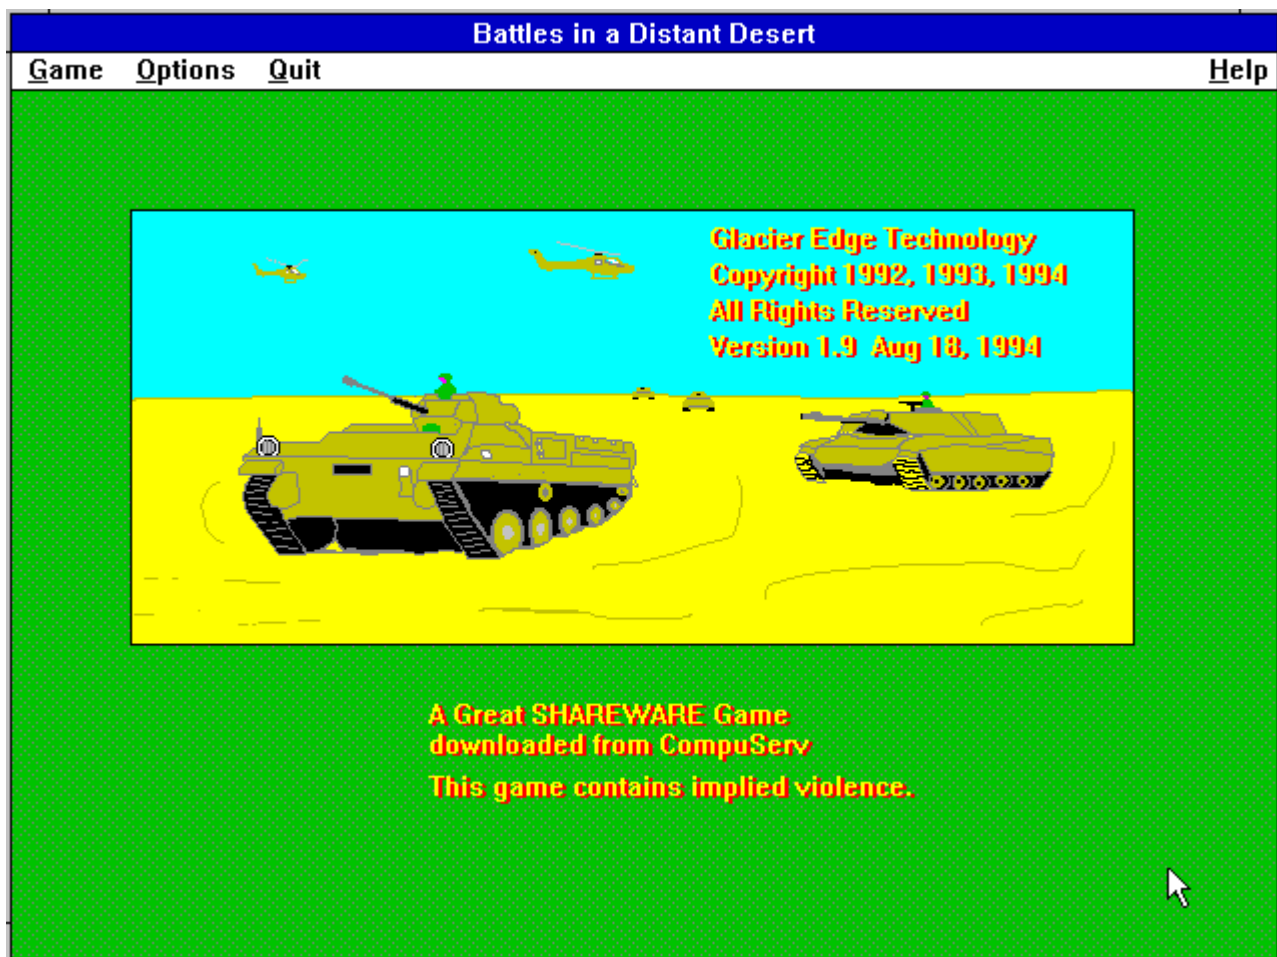 Battles in a Distant Desert
Game Options Quit Help
Glacier Edge Technology
Copyright 1992, 1993, 1994
All Rights Reserved
Version 1.9 Aug 18, 1994
A Great SHAREWARE Game
downloaded from CompuServ
This game contains implied violence.